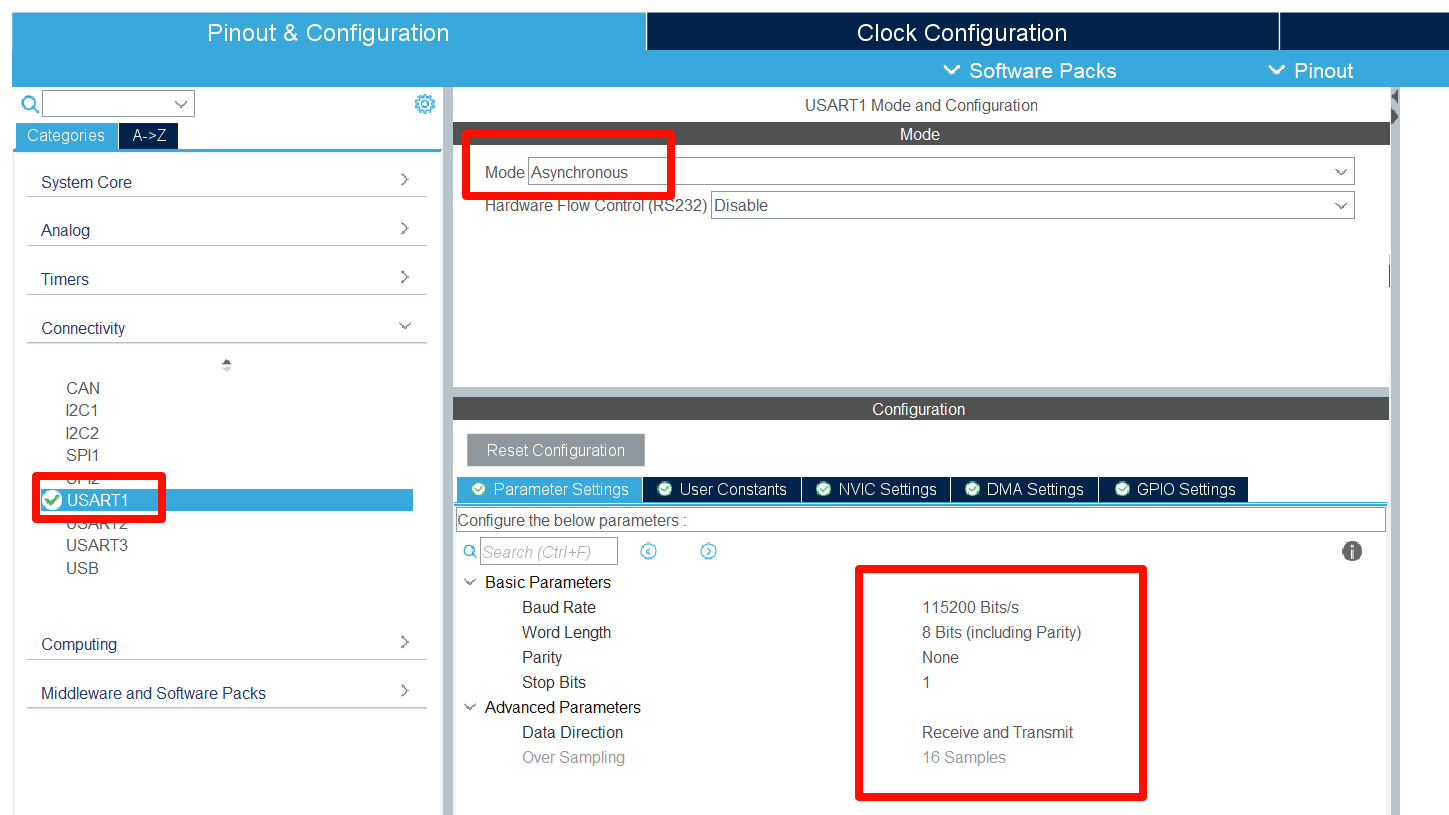 Pinout & Configuration
Clock Configuration
Software Packs
Pinout
Categories
A->Z
System Core
Analog
Timers
Connectivity
CAN
I2C1
I2C2
SPI1
SPI2
USART1
USART2
USART3
USB
Computing
Middleware and Software Packs
USART1 Mode and Configuration
Mode
Mode Asynchronous
Hardware Flow Control (RS232) Disable
Configuration
Reset Configuration
Parameter Settings
User Constants
NVIC Settings
DMA Settings
GPIO Settings
Configure the below parameters :
Search (Ctrl+F)
Basic Parameters
Baud Rate 115200 Bits/s
Word Length 8 Bits (including Parity)
Parity None
Stop Bits 1
Advanced Parameters
Data Direction Receive and Transmit
Over Sampling 16 Samples